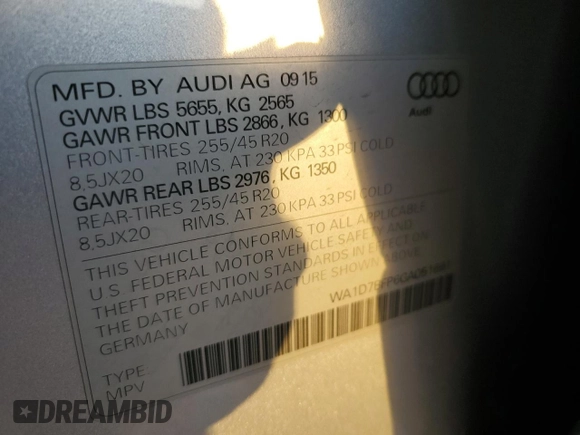 MFD. BY AUDI AG 09 15
GVWR LBS 5655, KG 2565
GAWR FRONT LBS 2866, KG 1300
FRONT-TIRES 255/45 R20
8,5JX20 RIMS, AT 230 KPA 33 PSI COLD
GAWR REAR LBS 2976, KG 1350
REAR-TIRES 255/45 R20
8,5JX20 RIMS, AT 230 KPA 33 PSI COLD
THIS VEHICLE CONFORMS TO ALL APPLICABLE
U.S. FEDERAL MOTOR VEHICLE SAFETY AND
THEFT PREVENTION STANDARDS IN EFFECT ON
THE DATE OF MANUFACTURE SHOWN ABOVE.
GERMANY
TYPE
MPV
DREAMBID